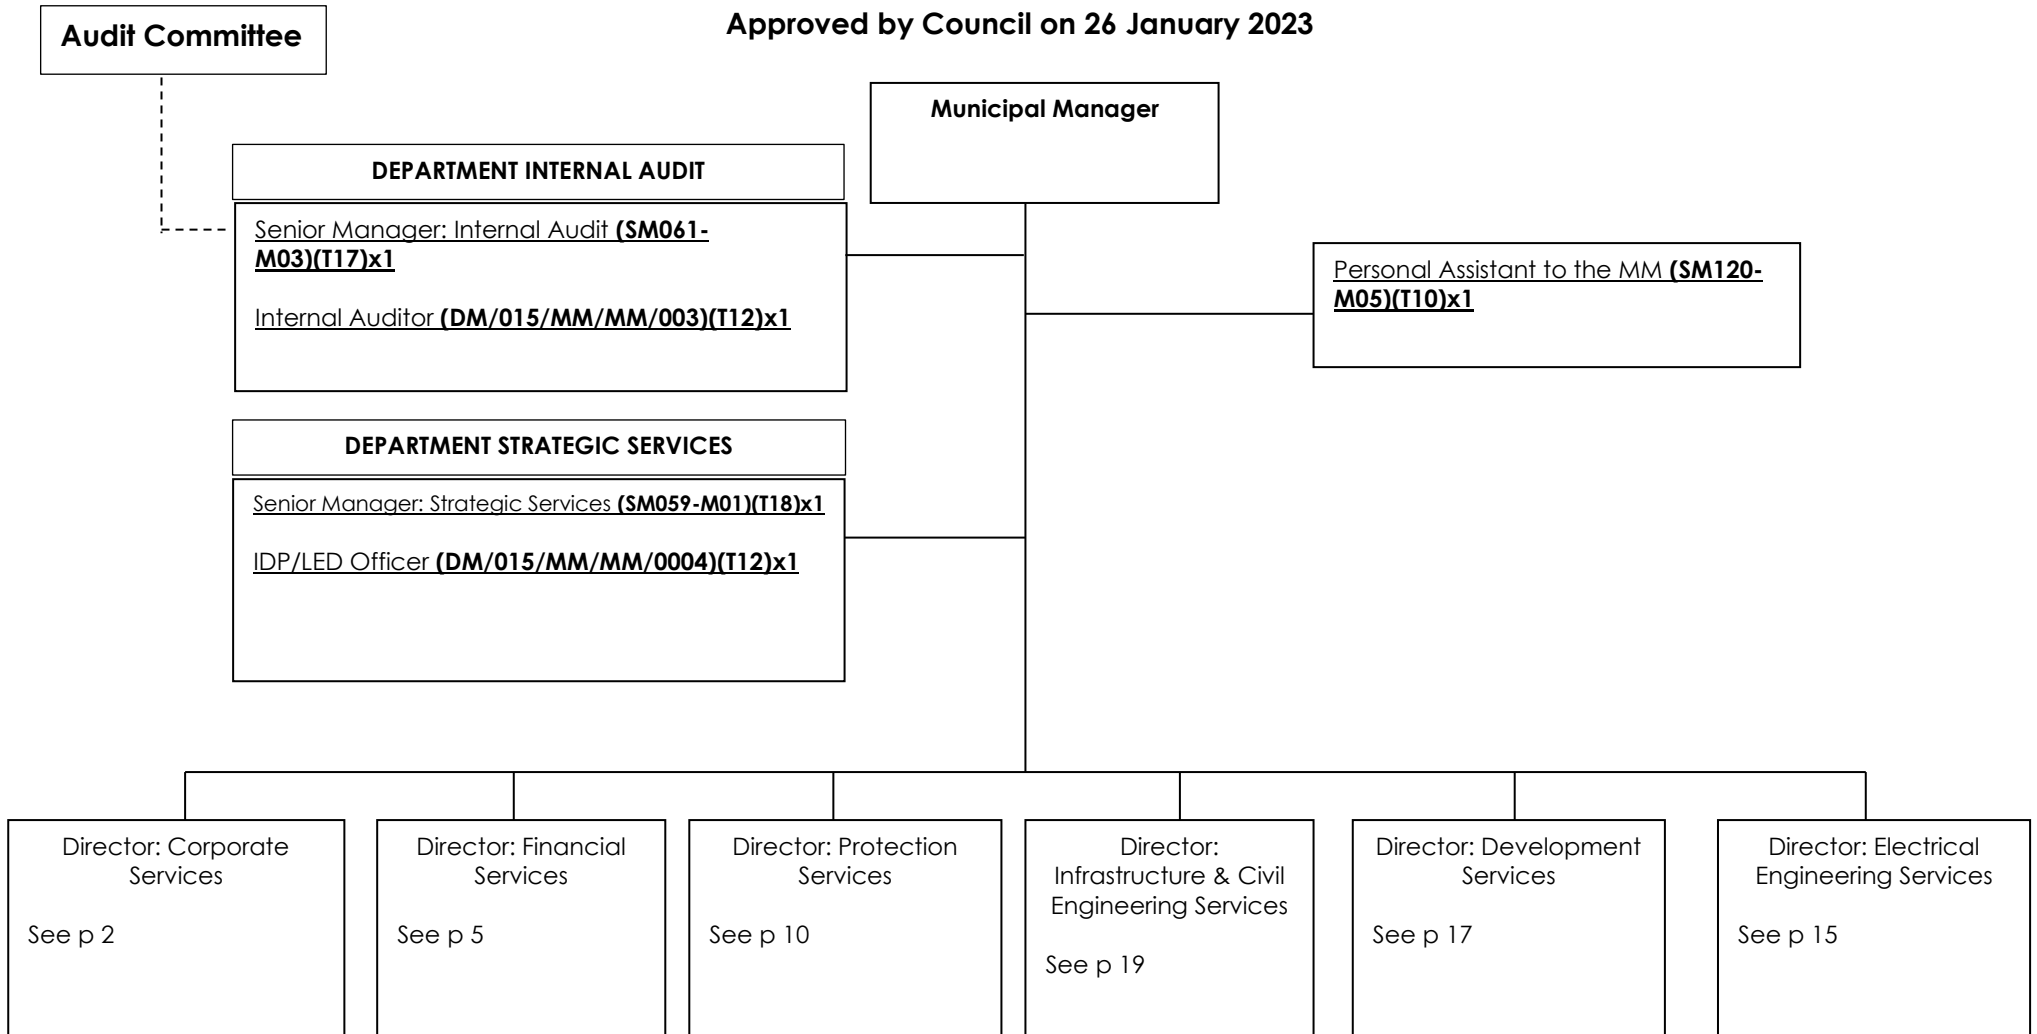 Approved by Council on 26 January 2023
Audit Committee
Municipal Manager
DEPARTMENT INTERNAL AUDIT
Senior Manager: Internal Audit (SM061-
M03)(T17)x1
Internal Auditor (DM/015/MM/MM/003)(T12)x1
Personal Assistant to the MM (SM120-
M05)(T10)x1
DEPARTMENT STRATEGIC SERVICES
Senior Manager: Strategic Services (SM059-M01)(T18)x1
IDP/LED Officer (DM/015/MM/MM/0004)(T12)x1
Director: Corporate
Services
See p 2
Director: Financial
Services
See p 5
Director: Protection
Services
See p 10
Director:
Infrastructure & Civil
Engineering Services
See p 19
Director: Development
Services
See p 17
Director: Electrical
Engineering Services
See p 15